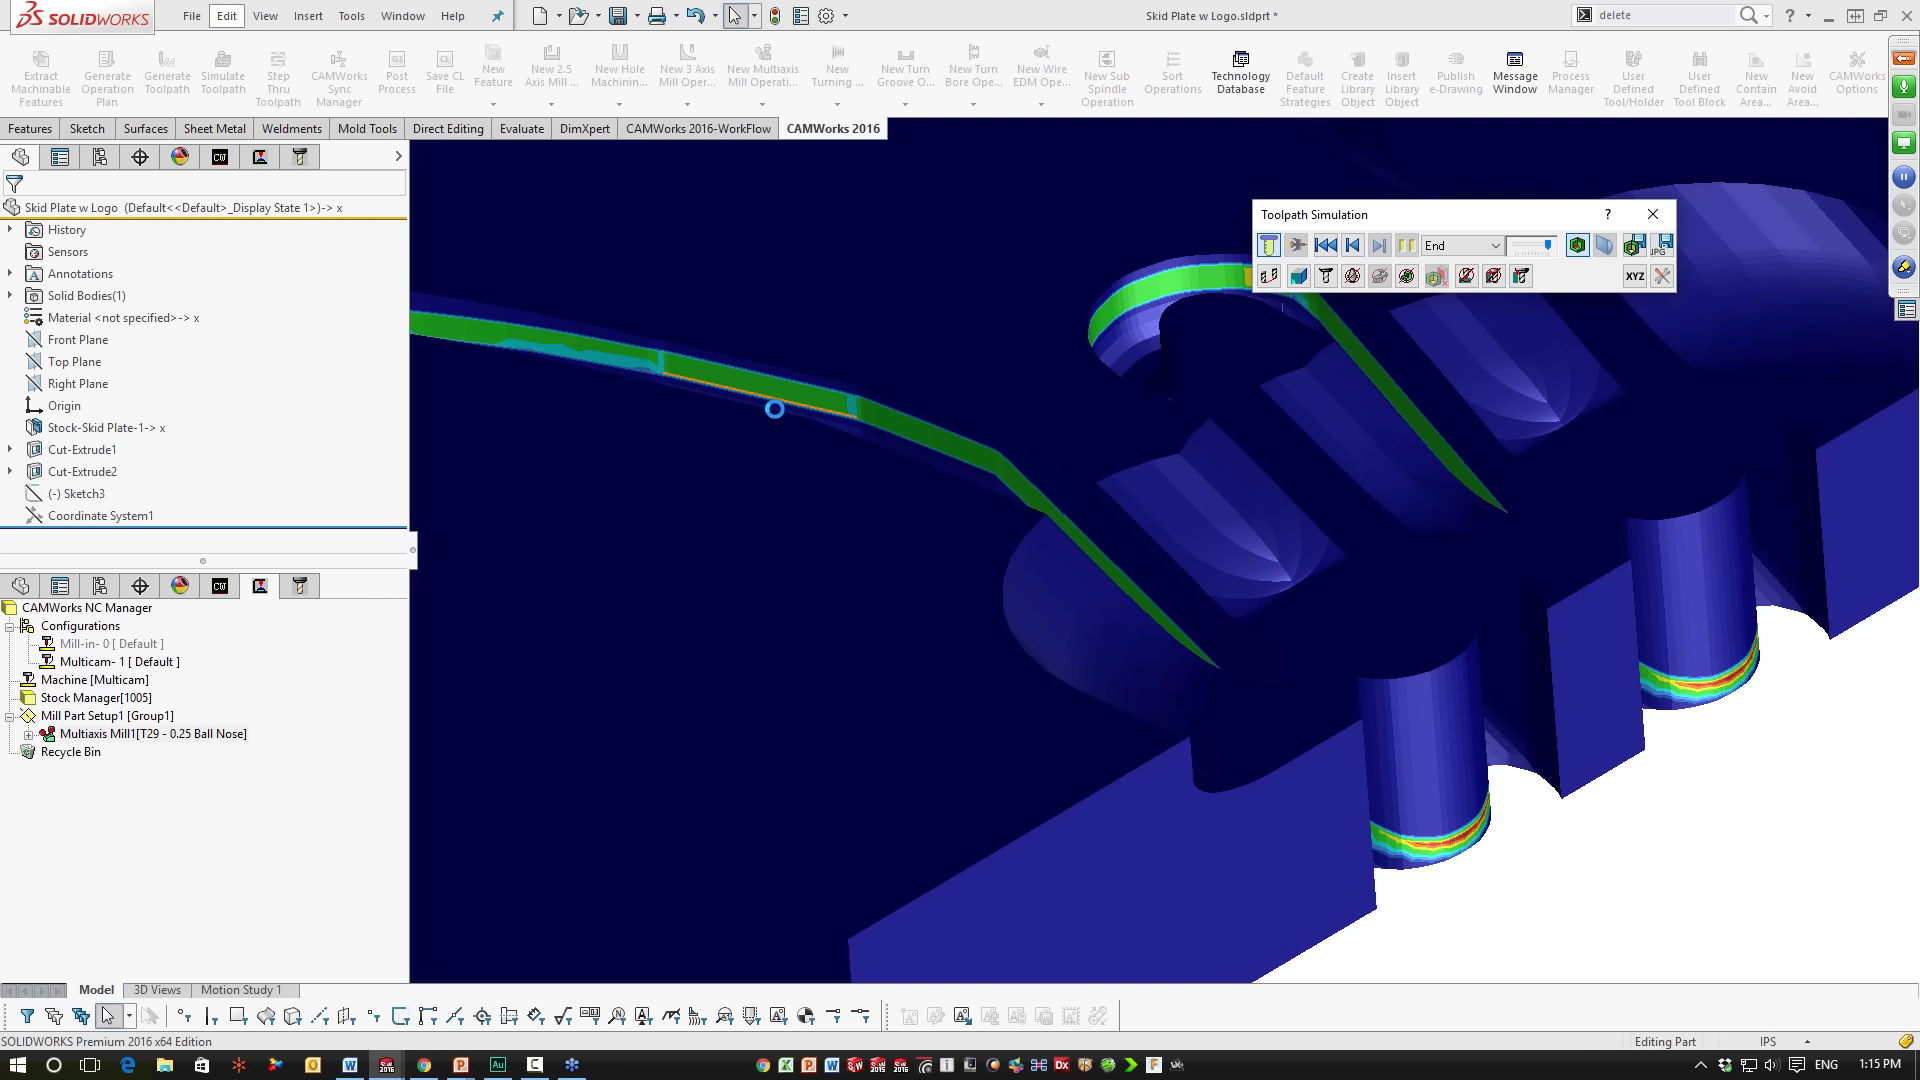 SOLIDWORKS
File Edit View Insert Tools Window Help
Skid Plate w Logo.sldprt *
delete
Extract Machinable Features
Generate Operation Plan
Generate Toolpath
Simulate Toolpath
Step Thru Toolpath
CAMWorks Sync Manager
Post Process
Save CL File
New Feature
New 2.5 Axis Mill ...
New Hole Machinin...
New 3 Axis Mill Oper...
New Multiaxis Mill Operati...
New Turning ...
New Turn Groove O...
New Turn Bore Ope...
New Wire EDM Ope...
New Sub Spindle Operation
Sort Operations
Technology Database
Default Feature Strategies
Create Library Object
Insert Library Object
Publish e-Drawing
Message Window
Process Manager
User Defined Tool/Holder
User Defined Tool Block
New Contain Area...
New Avoid Area...
CAMWorks Options
Features Sketch Surfaces Sheet Metal Weldments Mold Tools Direct Editing Evaluate DimXpert CAMWorks 2016-WorkFlow CAMWorks 2016
Skid Plate w Logo (Default<<Default>_Display State 1>)-> x
History
Sensors
Annotations
Solid Bodies(1)
Material <not specified>-> x
Front Plane
Top Plane
Right Plane
Origin
Stock-Skid Plate-1-> x
Cut-Extrude1
Cut-Extrude2
(-) Sketch3
Coordinate System1
Toolpath Simulation
End
JPG
XYZ
CAMWorks NC Manager
Configurations
Mill-in- 0 [ Default ]
Multicam- 1 [ Default ]
Machine [Multicam]
Stock Manager[1005]
Mill Part Setup1 [Group1]
Multiaxis Mill1[T29 - 0.25 Ball Nose]
Recycle Bin
Model 3D Views Motion Study 1
SOLIDWORKS Premium 2016 x64 Edition
Editing Part IPS
ENG 1:15 PM